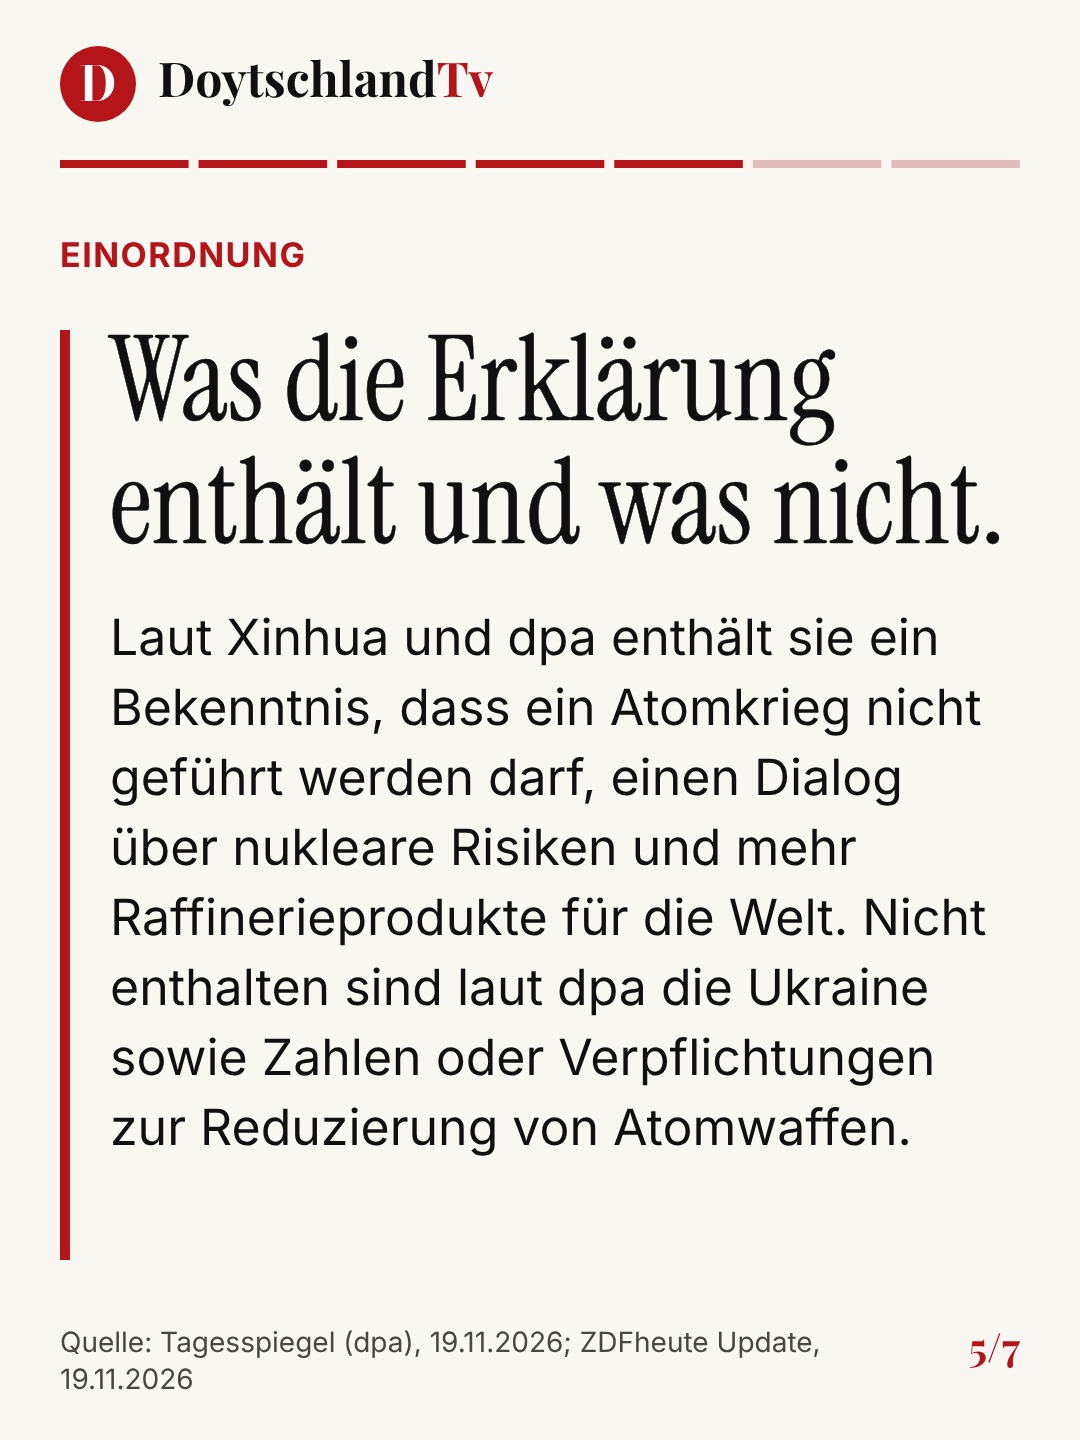 D DoytschlandTv
EINORDNUNG
Was die Erklärung
enthält und was nicht.
Laut Xinhua und dpa enthält sie ein
Bekenntnis, dass ein Atomkrieg nicht
geführt werden darf, einen Dialog
über nukleare Risiken und mehr
Raffinerieprodukte für die Welt. Nicht
enthalten sind laut dpa die Ukraine
sowie Zahlen oder Verpflichtungen
zur Reduzierung von Atomwaffen.
Quelle: Tagesspiegel (dpa), 19.11.2026; ZDFheute Update,
19.11.2026
5/7